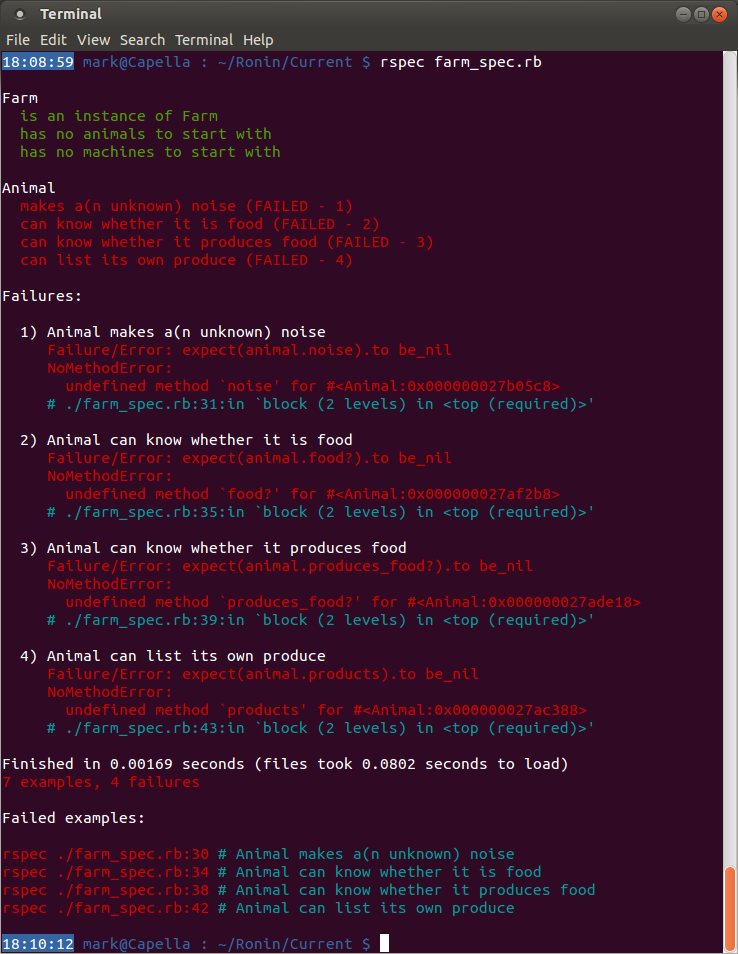 Terminal
File Edit View Search Terminal Help
18:08:59 mark@Capella : ~/Ronin/Current $ rspec farm_spec.rb
Farm
  is an instance of Farm
  has no animals to start with
  has no machines to start with
Animal
  makes a(n unknown) noise (FAILED - 1)
  can know whether it is food (FAILED - 2)
  can know whether it produces food (FAILED - 3)
  can list its own produce (FAILED - 4)
Failures:
  1) Animal makes a(n unknown) noise
     Failure/Error: expect(animal.noise).to be_nil
     NoMethodError:
       undefined method `noise' for #<Animal:0x000000027b05c8>
     # ./farm_spec.rb:31:in `block (2 levels) in <top (required)>'
  2) Animal can know whether it is food
     Failure/Error: expect(animal.food?).to be_nil
     NoMethodError:
       undefined method `food?' for #<Animal:0x000000027af2b8>
     # ./farm_spec.rb:35:in `block (2 levels) in <top (required)>'
  3) Animal can know whether it produces food
     Failure/Error: expect(animal.produces_food?).to be_nil
     NoMethodError:
       undefined method `produces_food?' for #<Animal:0x000000027ade18>
     # ./farm_spec.rb:39:in `block (2 levels) in <top (required)>'
  4) Animal can list its own produce
     Failure/Error: expect(animal.products).to be_nil
     NoMethodError:
       undefined method `products' for #<Animal:0x000000027ac388>
     # ./farm_spec.rb:43:in `block (2 levels) in <top (required)>'
Finished in 0.00169 seconds (files took 0.0802 seconds to load)
7 examples, 4 failures
Failed examples:
rspec ./farm_spec.rb:30 # Animal makes a(n unknown) noise
rspec ./farm_spec.rb:34 # Animal can know whether it is food
rspec ./farm_spec.rb:38 # Animal can know whether it produces food
rspec ./farm_spec.rb:42 # Animal can list its own produce
18:10:12 mark@Capella : ~/Ronin/Current $